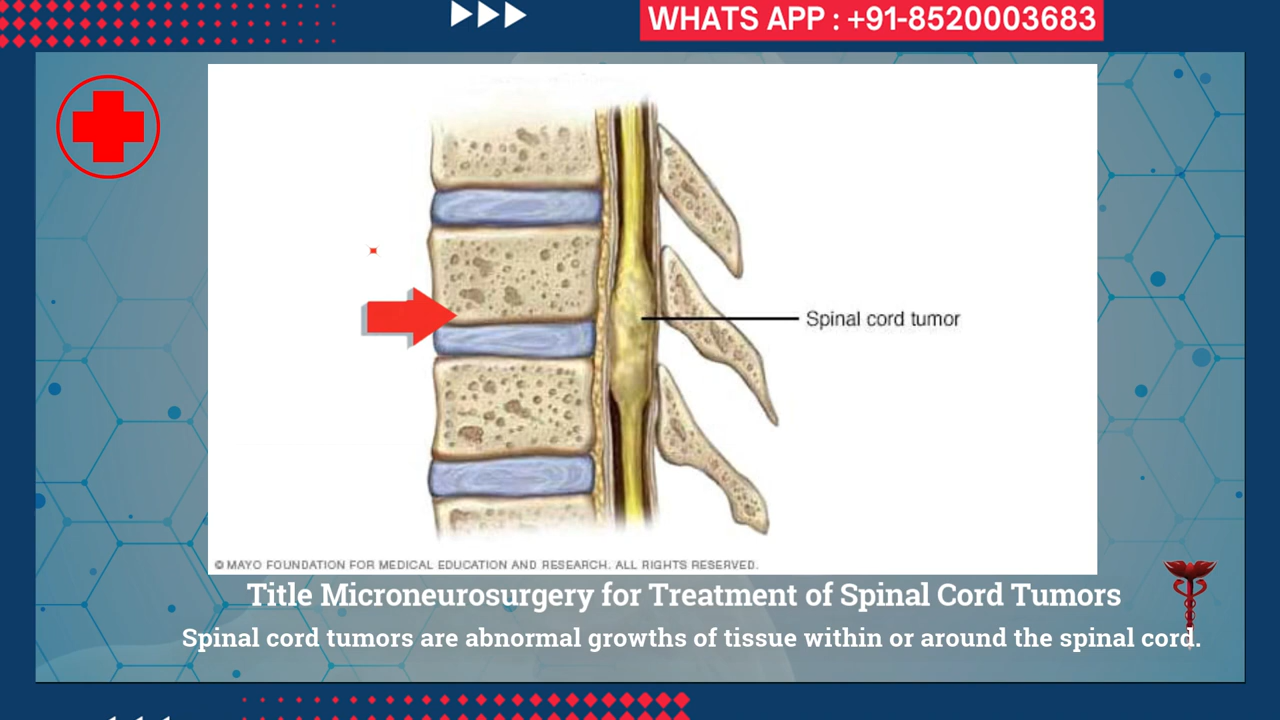 WHATS APP : +91-8520003683
Spinal cord tumor
© MAYO FOUNDATION FOR MEDICAL EDUCATION AND RESEARCH. ALL RIGHTS RESERVED.
Title Microneurosurgery for Treatment of Spinal Cord Tumors
Spinal cord tumors are abnormal growths of tissue within or around the spinal cord.